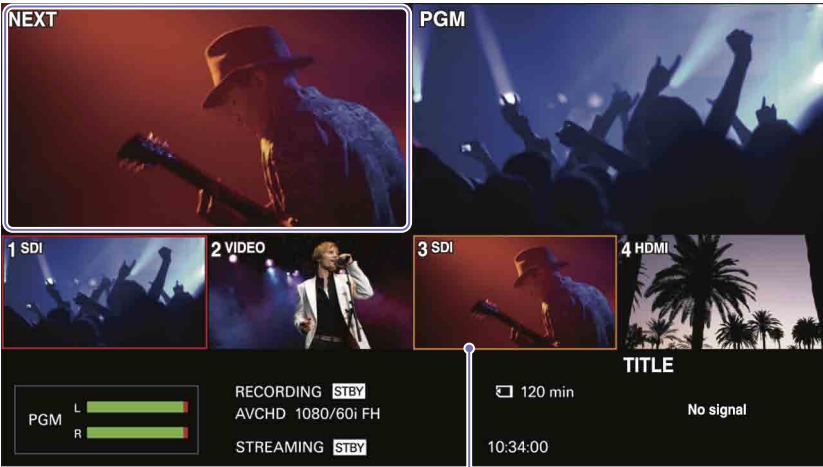 NEXT
PGM
1 SDI
2 VIDEO
3 SDI
4 HDMI
TITLE
No signal
PGM
L
R
RECORDING STBY
AVCHD 1080/60i FH
STREAMING STBY
120 min
10:34:00